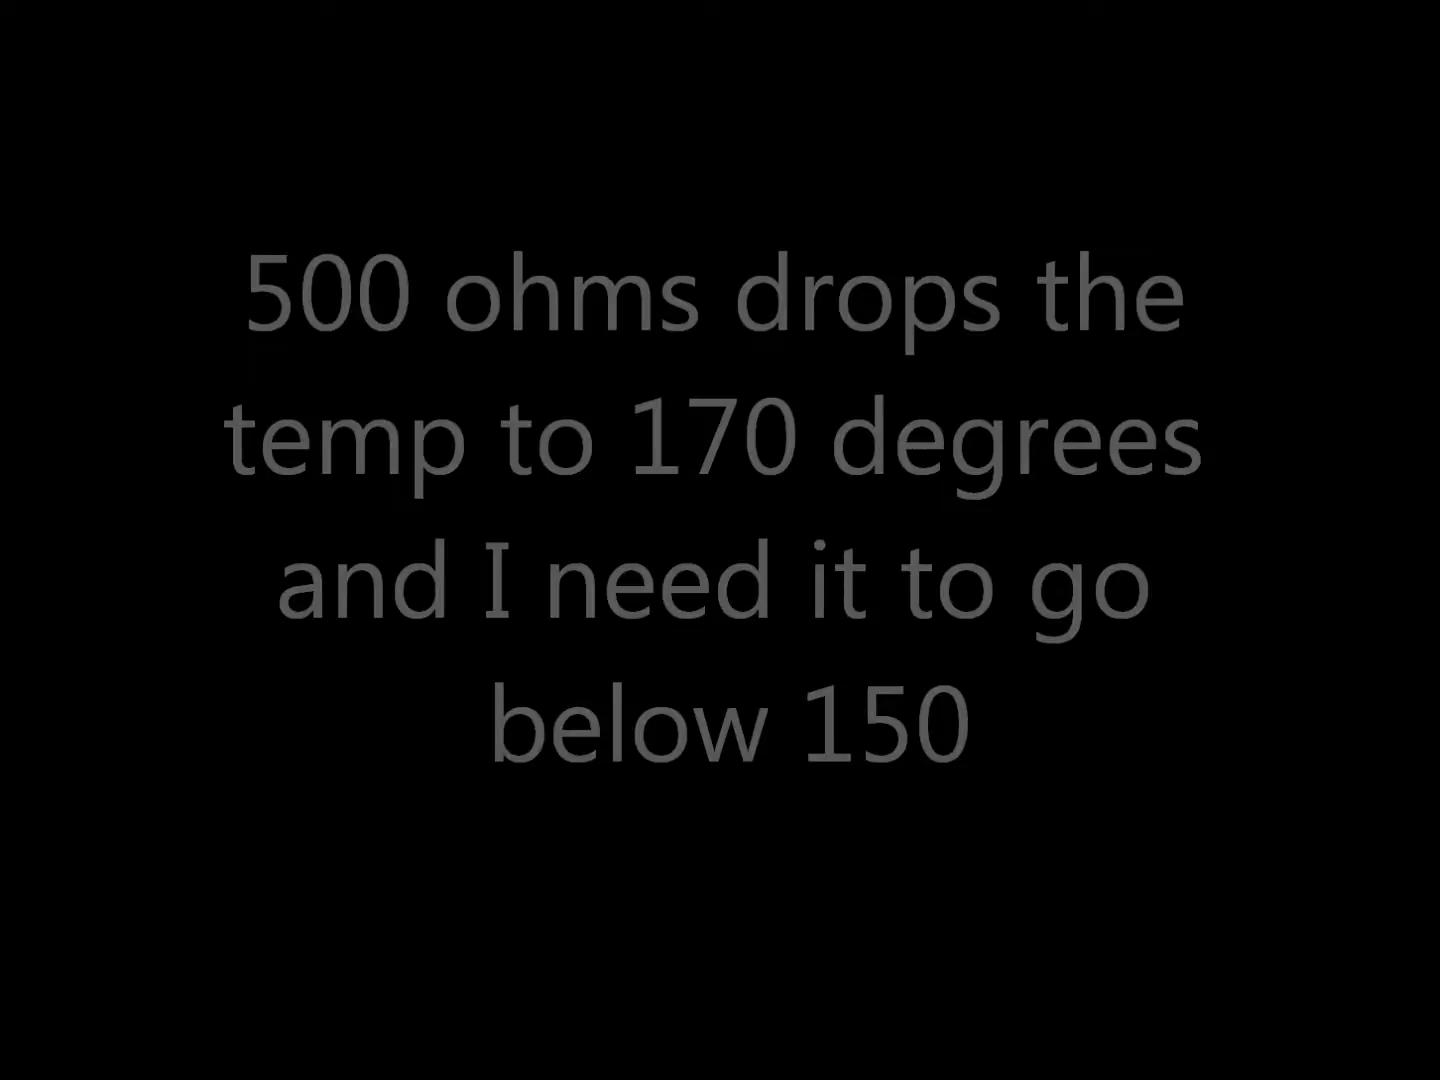 500 ohms drops the
temp to 170 degrees
and I need it to go
below 150